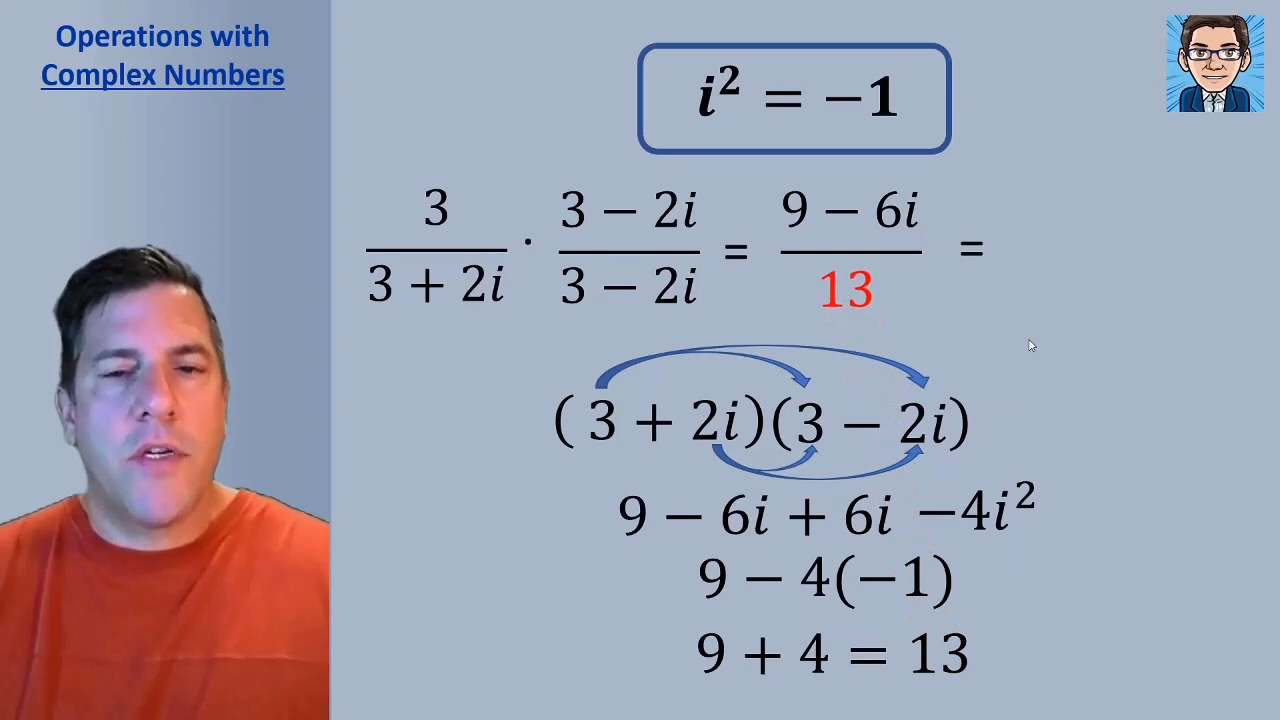 Operations with
Complex Numbers
i² = −1
3/(3 + 2i) · (3 − 2i)/(3 − 2i) = (9 − 6i)/13 =
( 3 + 2i)(3 − 2i)
9 − 6i + 6i −4i²
9 − 4(−1)
9 + 4 = 13